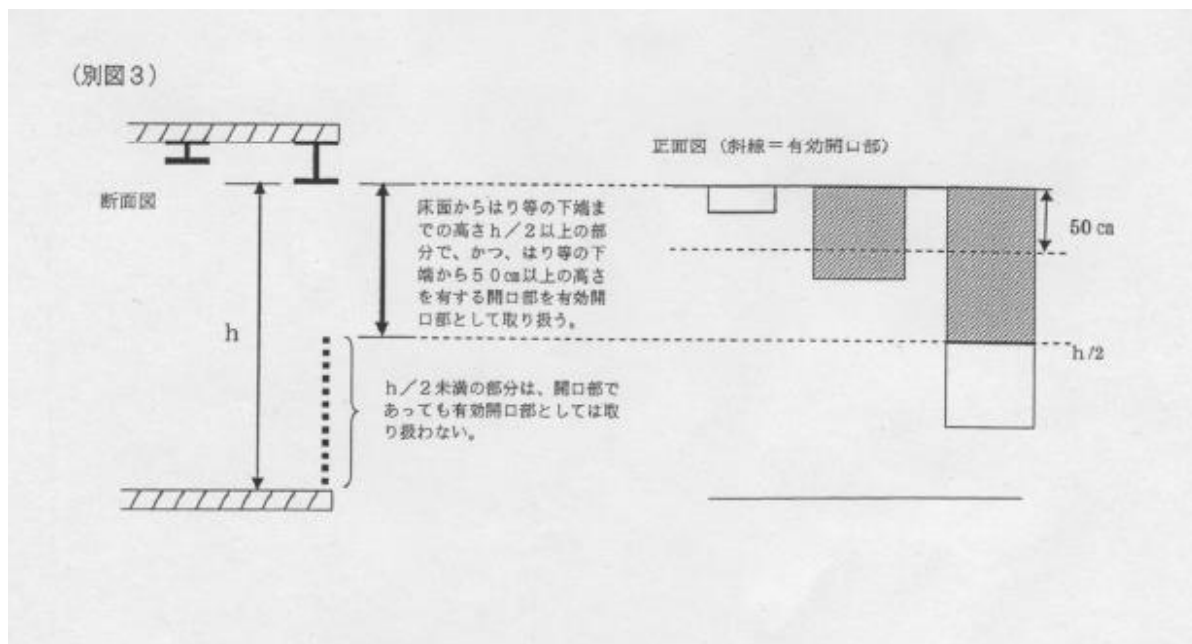 (別図3)
断面図
h
床面からはり等の下端ま
での高さh/2以上の部
分で、かつ、はり等の下
端から50㎝以上の高さ
を有する開口部を有効開
口部として取り扱う。
h/2未満の部分は、開口部で
あっても有効開口部としては取
り扱わない。
正面図(斜線=有効開口部)
50㎝
h/2